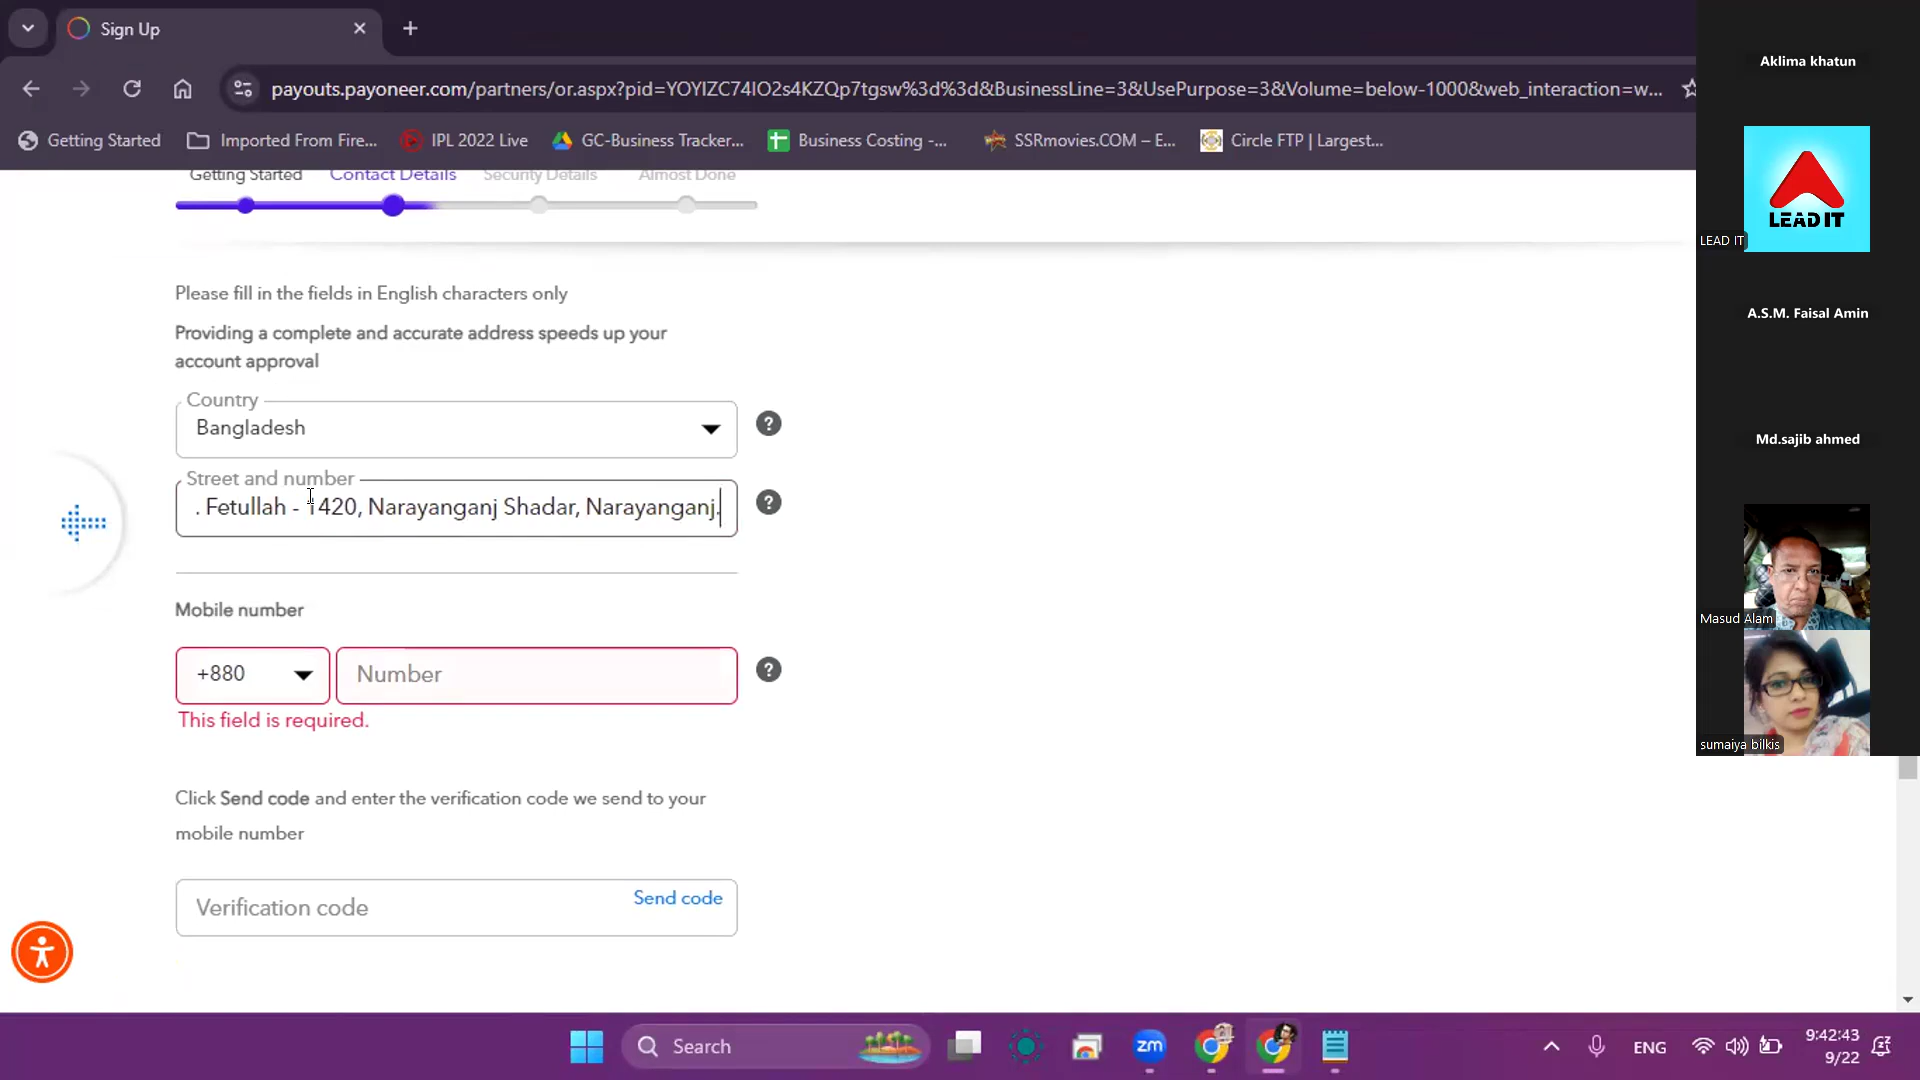 Sign Up
payouts.payoneer.com/partners/or.aspx?pid=YOYIZC74IO2s4KZQp7tgsw%3d%3d&BusinessLine=3&UsePurpose=3&Volume=below-1000&web_interaction=w...
Getting Started
Imported From Fire...
IPL 2022 Live
GC-Business Tracker...
Business Costing -...
SSRmovies.COM – E...
Circle FTP | Largest...
Getting Started
Contact Details
Security Details
Almost Done
Please fill in the fields in English characters only
Providing a complete and accurate address speeds up your
account approval
Country
Bangladesh
?
Street and number
. Fetullah - 1420, Narayanganj Shadar, Narayanganj.
?
Mobile number
+880
Number
?
This field is required.
Click Send code and enter the verification code we send to your
mobile number
Verification code
Send code
Aklima khatun
LEAD IT
LEAD IT
A.S.M. Faisal Amin
Md.sajib ahmed
Masud Alam
sumaiya bilkis
Search
zm
ENG
9:42:43
9/22